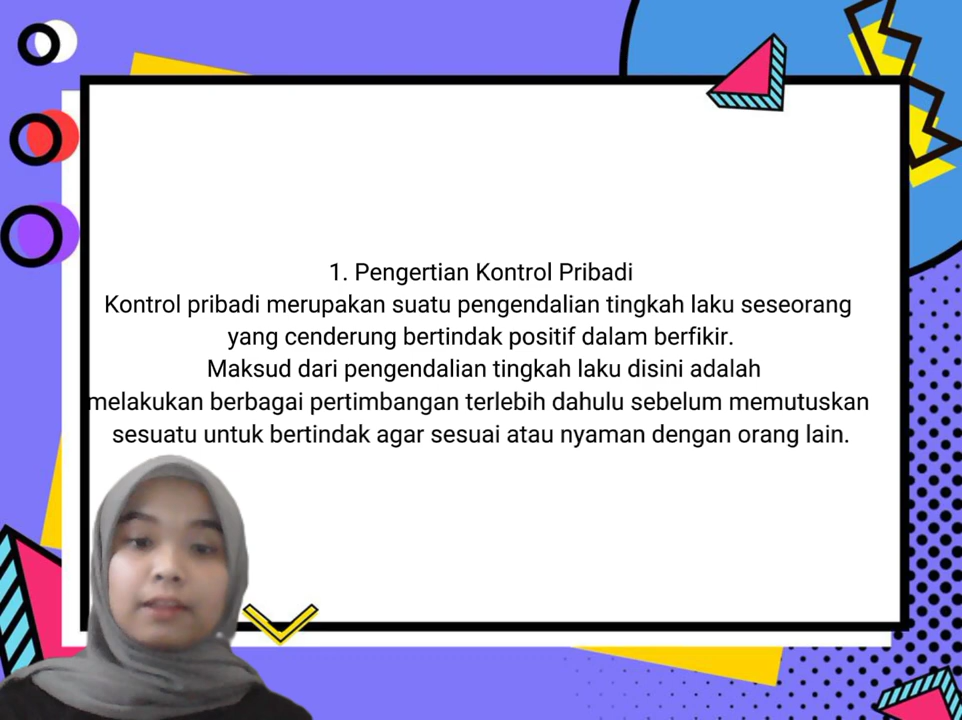 1. Pengertian Kontrol Pribadi
Kontrol pribadi merupakan suatu pengendalian tingkah laku seseorang
yang cenderung bertindak positif dalam berfikir.
Maksud dari pengendalian tingkah laku disini adalah
melakukan berbagai pertimbangan terlebih dahulu sebelum memutuskan
sesuatu untuk bertindak agar sesuai atau nyaman dengan orang lain.